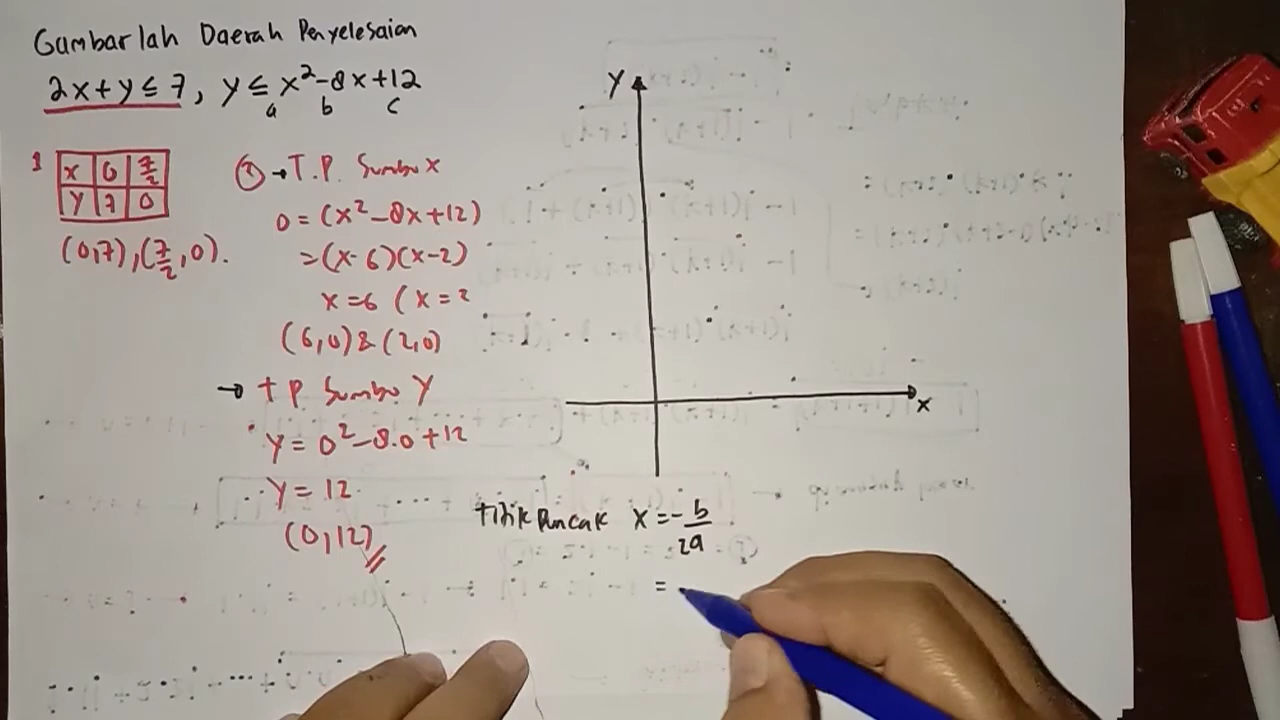 Gambarlah Daerah Penyelesaian
2x+y≤7, y≤x²-8x+12
a b c
1
x 0 7/2
y 7 0
(0,7),(7/2,0).
② → T.P. Sumbu x
0=(x²-8x+12)
=(x-6)(x-2)
x=6 ( x=2
(6,0)&(2,0)
→ T P. Sumbu Y
y=0²-8.0+12
y=12
(0,12)
Y
x
Titik Puncak x=-b/2a
=